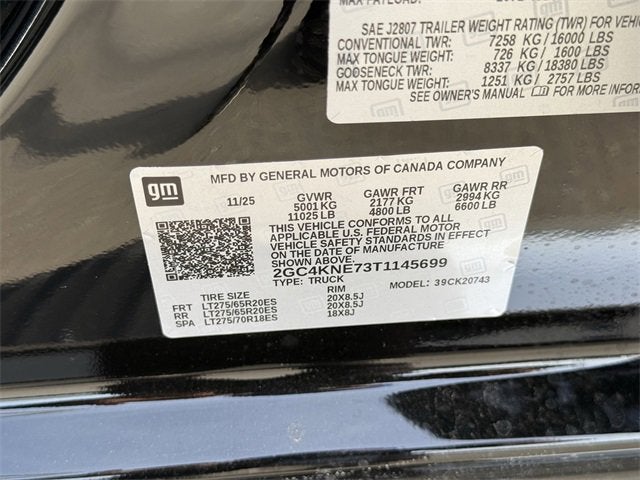 MAX PAYLOAD:
SAE J2807 TRAILER WEIGHT RATING (TWR) FOR
CONVENTIONAL TWR: 7258 KG / 16000 LBS
MAX TONGUE WEIGHT: 726 KG / 1600 LBS
GOOSENECK TWR: 8337 KG / 18380 LBS
MAX TONGUE WEIGHT: 1251 KG / 2757 LBS
SEE OWNER'S MANUAL FOR MORE
gm
MFD BY GENERAL MOTORS OF CANADA COMPANY
11/25 GVWR GAWR FRT GAWR RR
5001 KG 2177 KG 2994 KG
11025 LB 4800 LB 6600 LB
THIS VEHICLE CONFORMS TO ALL
APPLICABLE U.S. FEDERAL MOTOR
VEHICLE SAFETY STANDARDS IN EFFECT
ON THE DATE OF MANUFACTURE
SHOWN ABOVE.
2GC4KNE73T1145699
TYPE: TRUCK MODEL: 39CK20743
TIRE SIZE RIM
FRT LT275/65R20ES 20X8.5J
RR LT275/65R20ES 20X8.5J
SPA LT275/70R18ES 18X8J